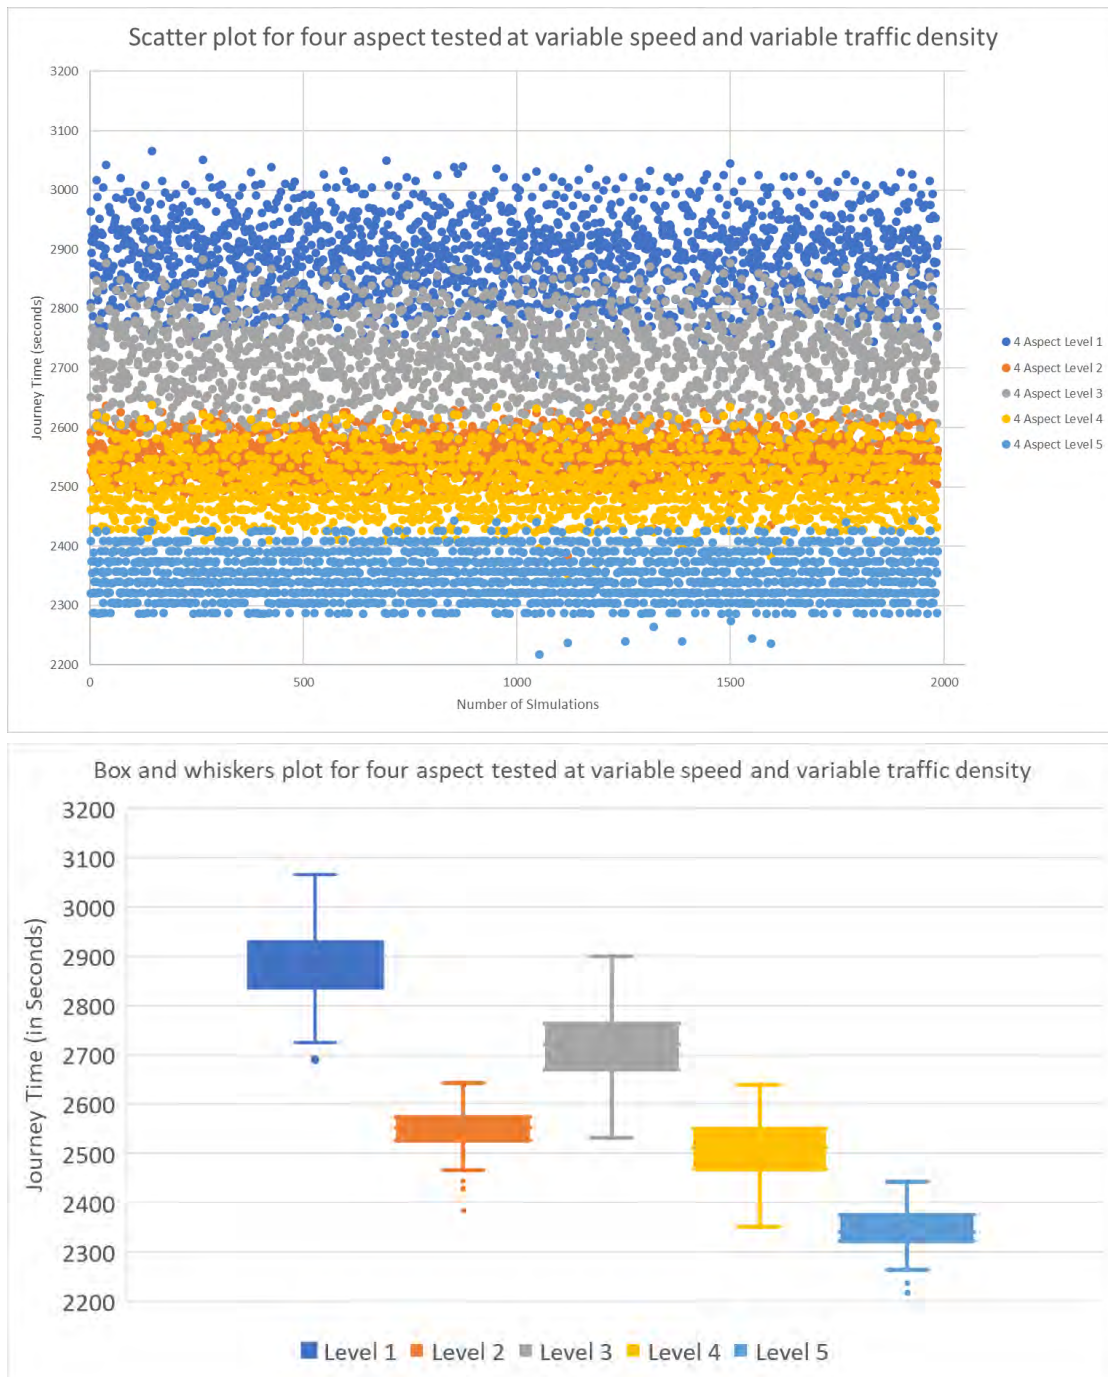 Scatter plot for four aspect tested at variable speed and variable traffic density
3200
3100
3000
2900
2800
2700
2600
2500
2400
2300
2200
Journey Time (seconds)
0 500 1000 1500 2000
Number of SImulations
4 Aspect Level 1
4 Aspect Level 2
4 Aspect Level 3
4 Aspect Level 4
4 Aspect Level 5
Box and whiskers plot for four aspect tested at variable speed and variable traffic density
3200
3100
3000
2900
2800
2700
2600
2500
2400
2300
2200
Journey Time (in Seconds)
Level 1 Level 2 Level 3 Level 4 Level 5